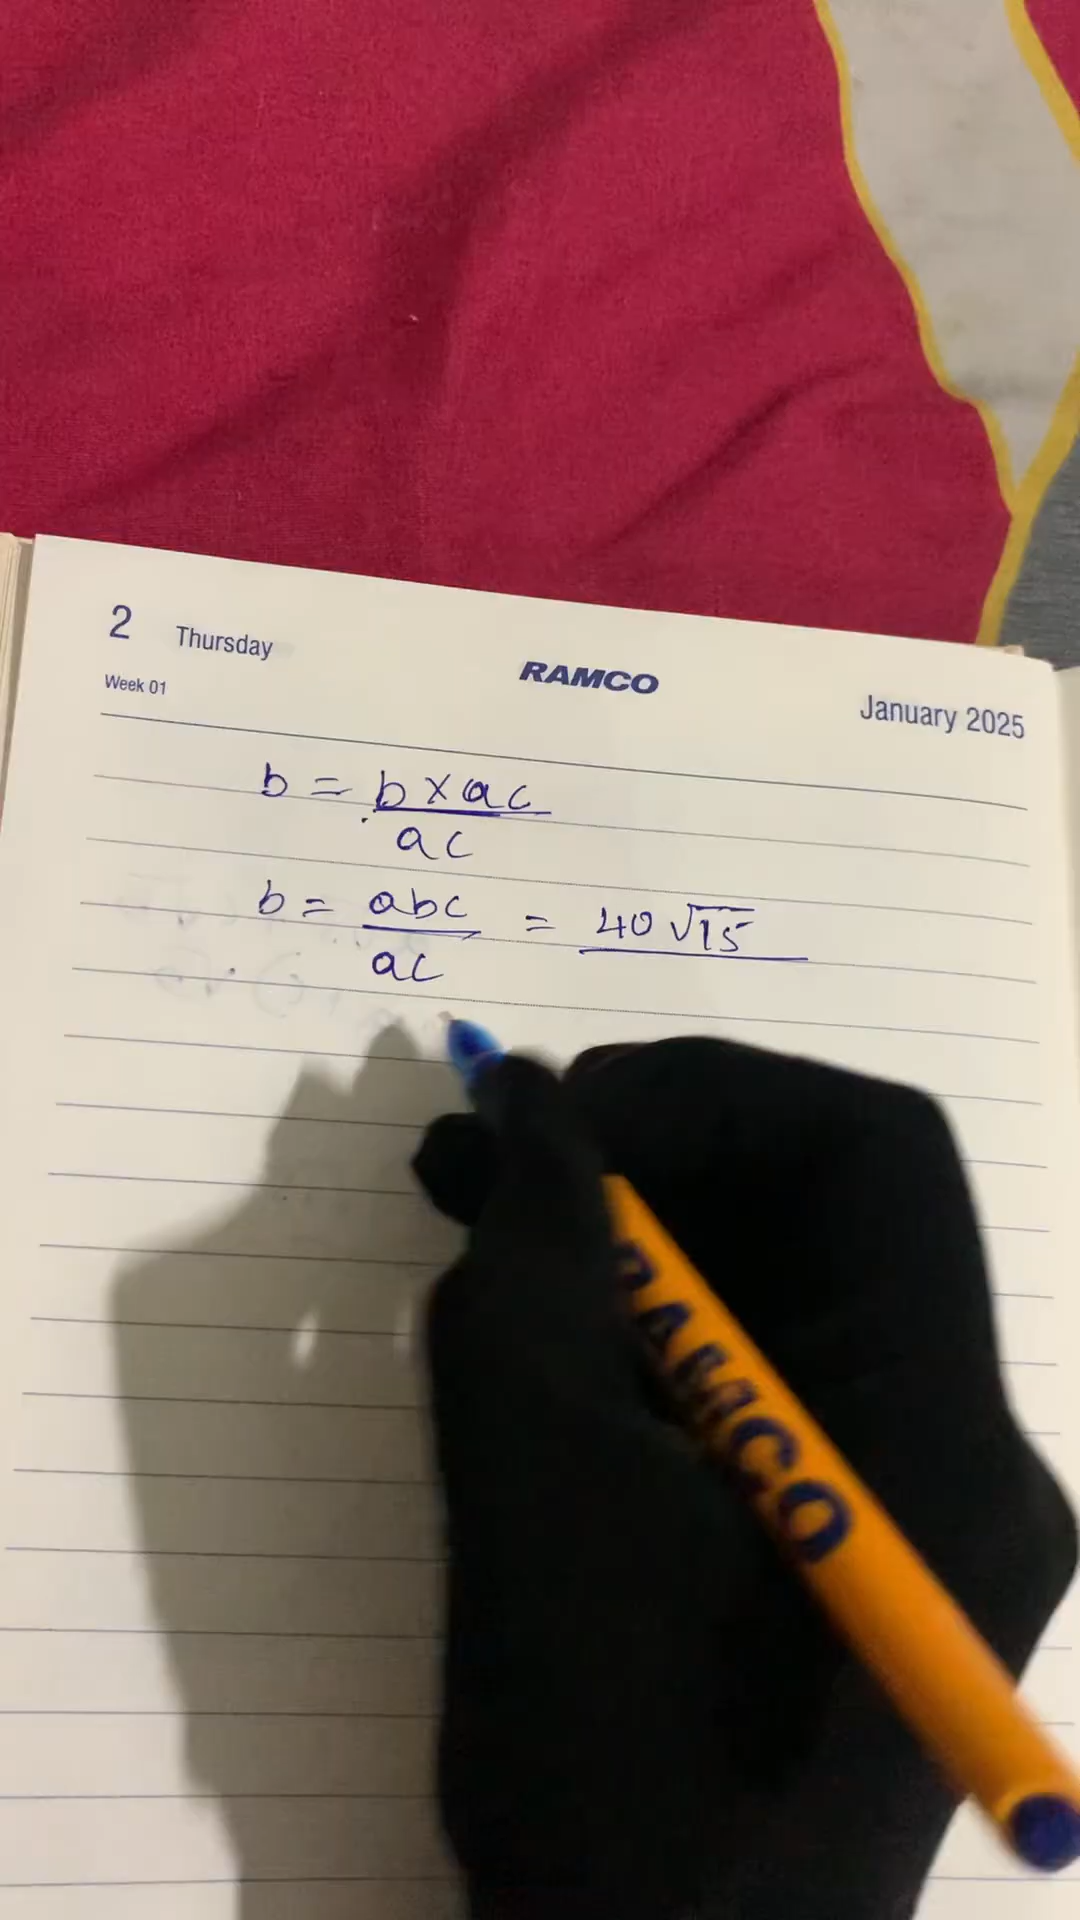 2 Thursday RAMCO January 2025
Week 01
b = b × ac
ac
b = abc = 40 √15
ac
RAMCO